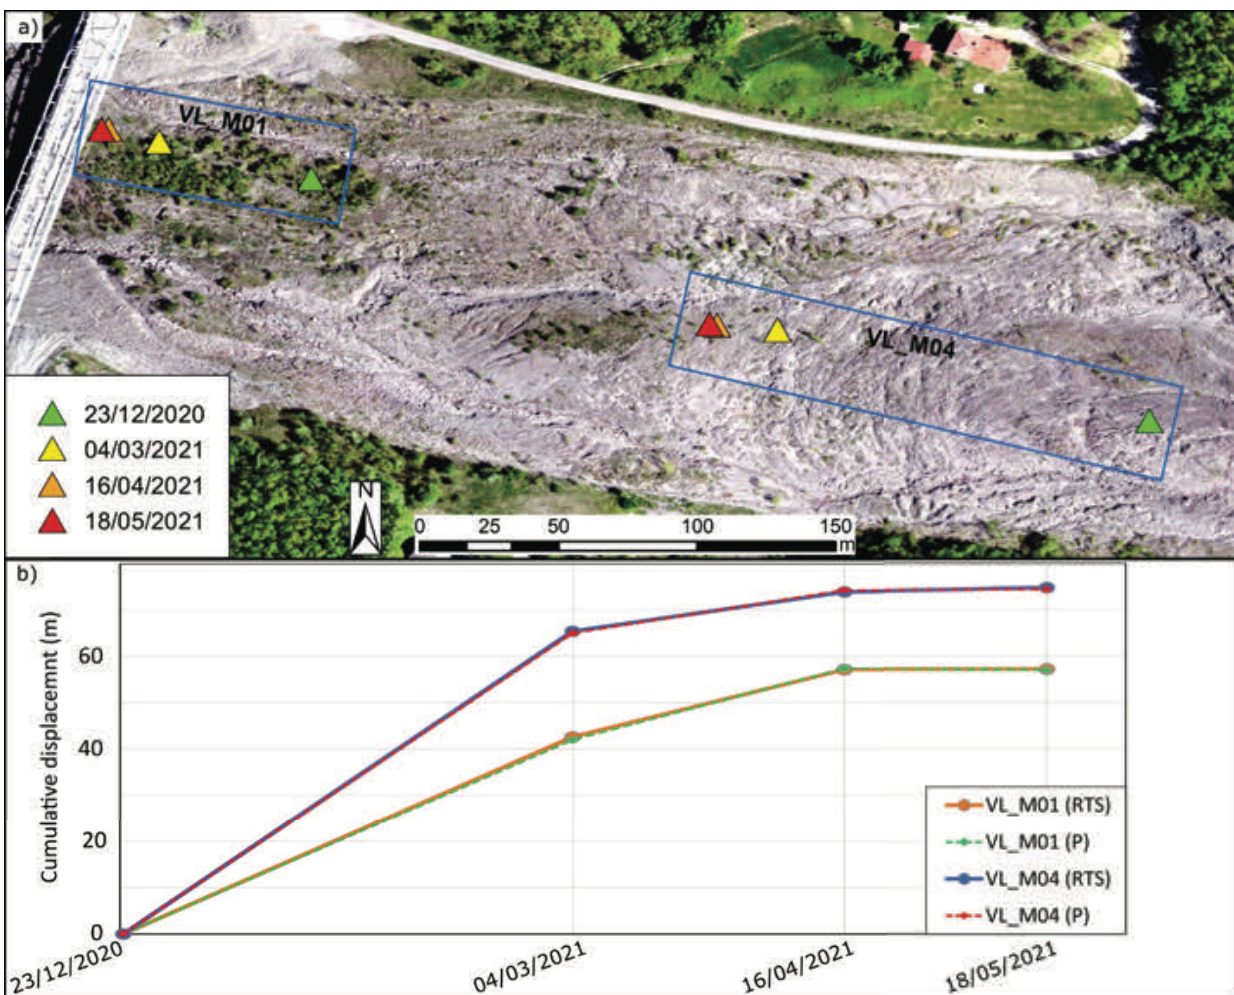 a)
VL_M01
VL_M04
23/12/2020
04/03/2021
16/04/2021
18/05/2021
N
0 25 50 100 150
m
b)
Cumulative displacemnt (m)
60
40
20
0
VL_M01 (RTS)
VL_M01 (P)
VL_M04 (RTS)
VL_M04 (P)
23/12/2020 04/03/2021 16/04/2021 18/05/2021